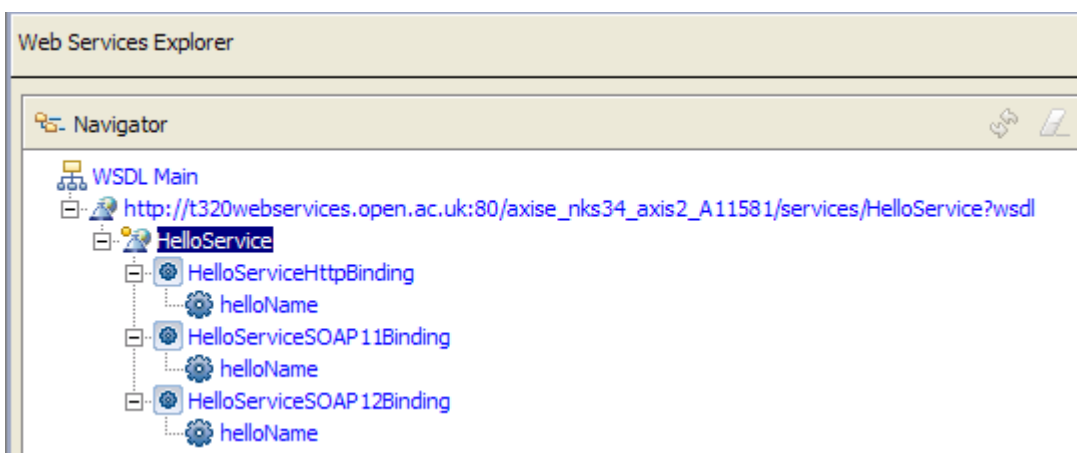 Web Services Explorer
Navigator
WSDL Main
http://t320webservices.open.ac.uk:80/axise_nks34_axis2_A11581/services/HelloService?wsdl
HelloService
HelloServiceHttpBinding
helloName
HelloServiceSOAP11Binding
helloName
HelloServiceSOAP12Binding
helloName